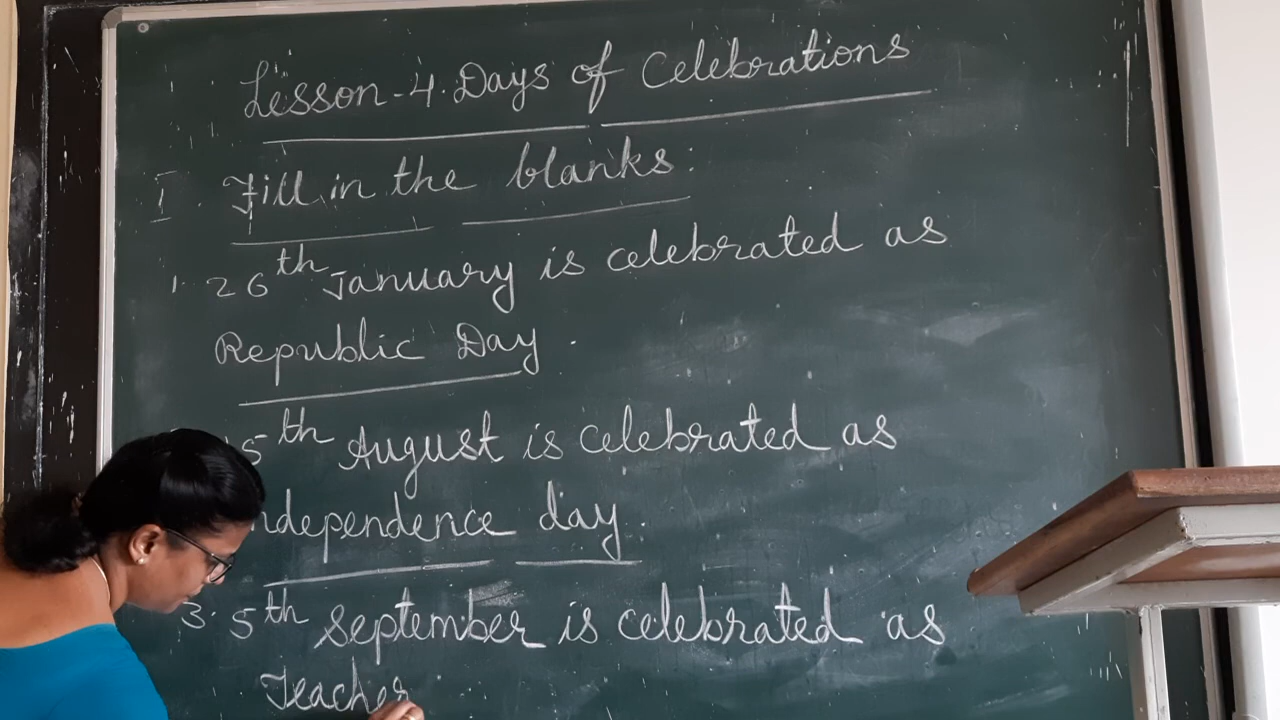 Lesson-4. Days of Celebrations
I. Fill in the blanks:
1. 26th January is celebrated as
Republic Day.
5th August is celebrated as
ndependence day.
3. 5th September is celebrated as
Teacher